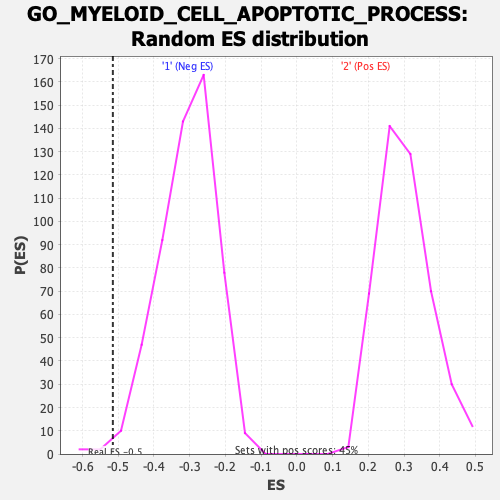 GO_MYELOID_CELL_APOPTOTIC_PROCESS:
Random ES distribution
'1' (Neg ES) '2' (Pos ES)
170
160
150
140
130
120
110
100
90
80
70
60
50
40
30
20
10
0
P(ES)
Real ES -0.5 Sets with pos scores: 45%
-0.6 -0.5 -0.4 -0.3 -0.2 -0.1 0.0 0.1 0.2 0.3 0.4 0.5
ES